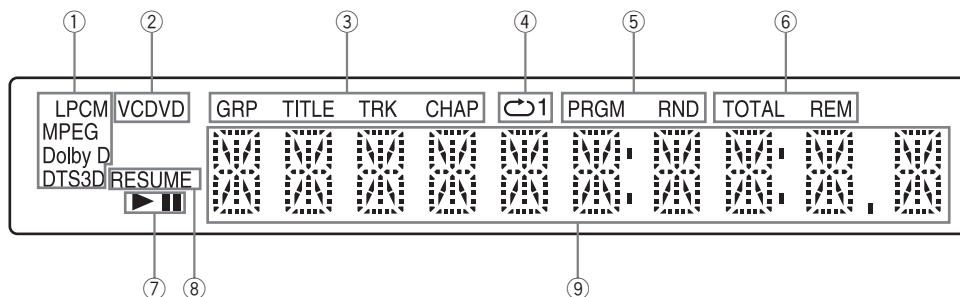 ① ② ③ ④ ⑤ ⑥
LPCM VCDVD GRP TITLE TRK CHAP 1 PRGM RND TOTAL REM
MPEG
Dolby D
DTS3D RESUME
⑦ ⑧ ⑨